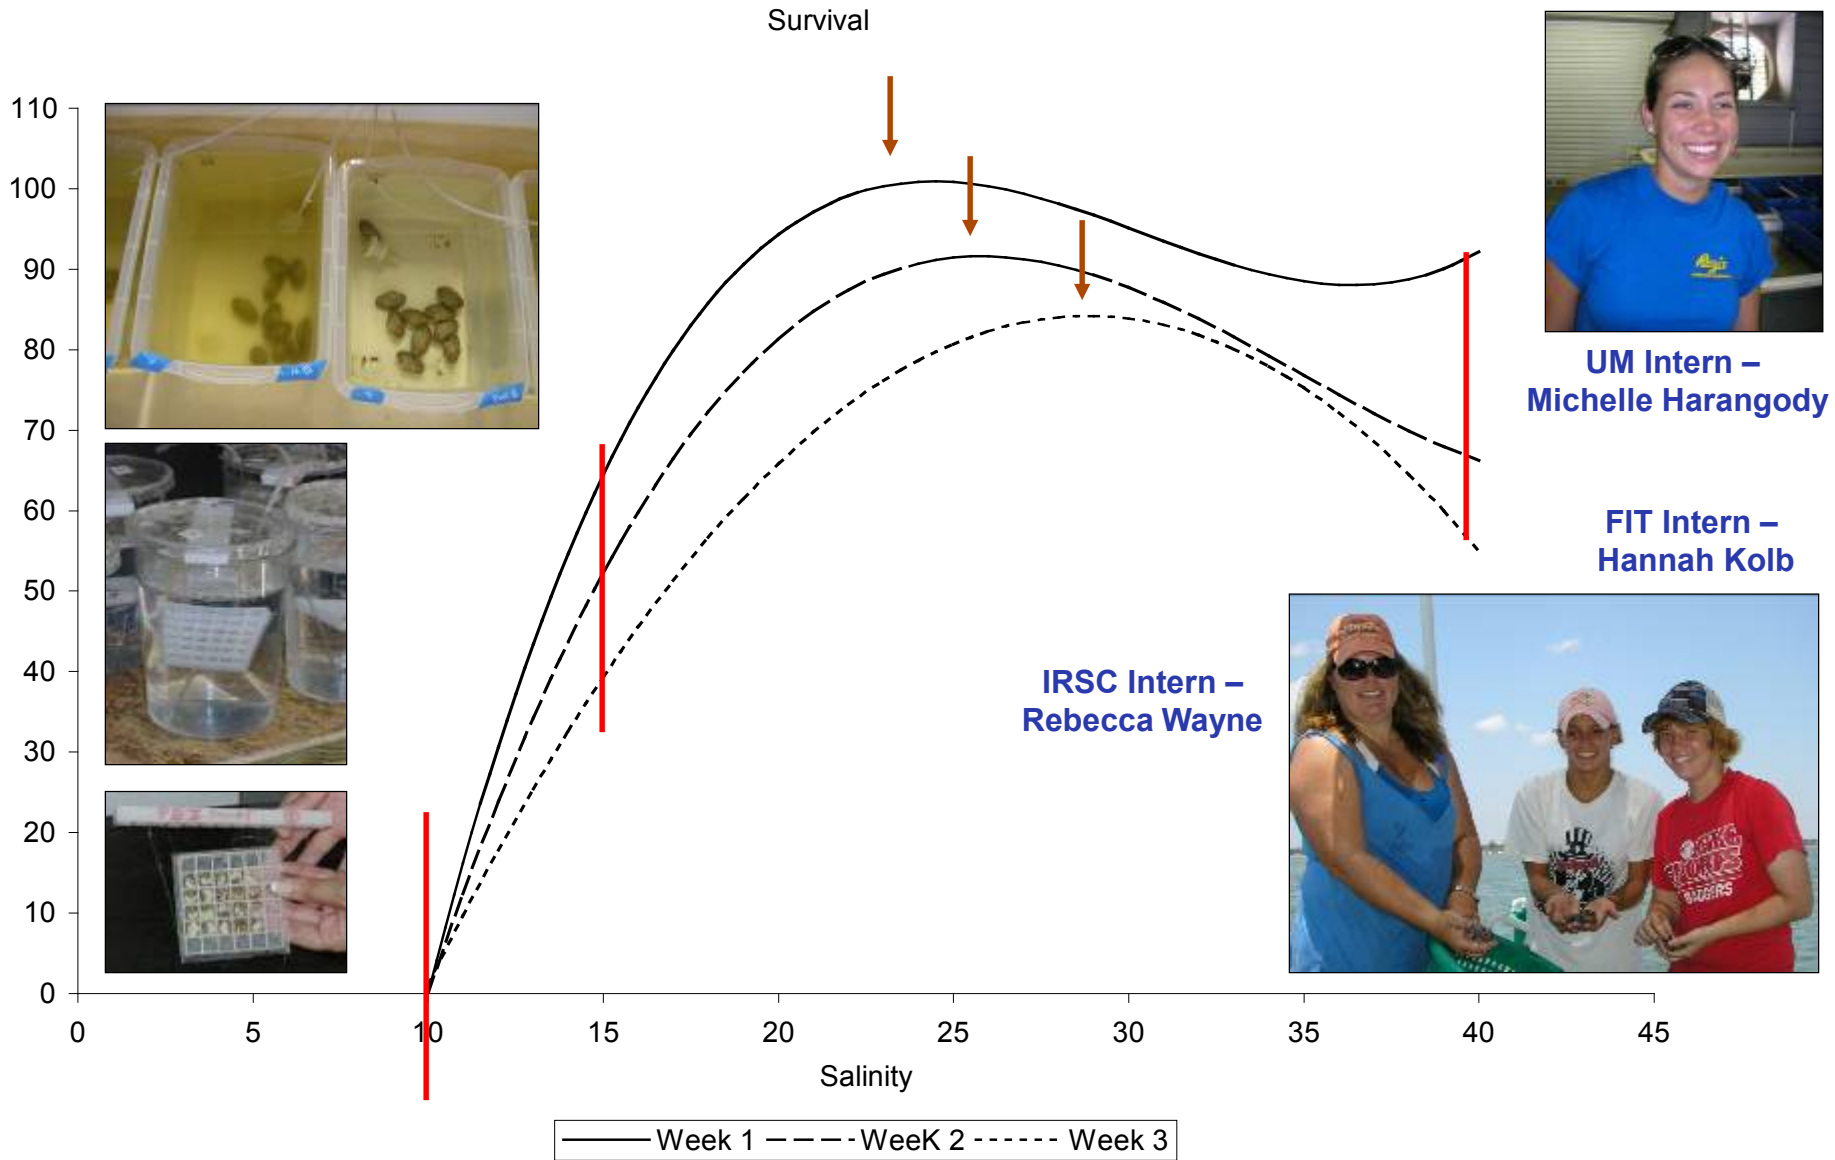 Survival
110
100
90
80
70
60
50
40
30
20
10
0
0 5 10 15 20 25 30 35 40 45
Salinity
Week 1 WeeK 2 Week 3
UM Intern –
Michelle Harangody
FIT Intern –
Hannah Kolb
IRSC Intern –
Rebecca Wayne